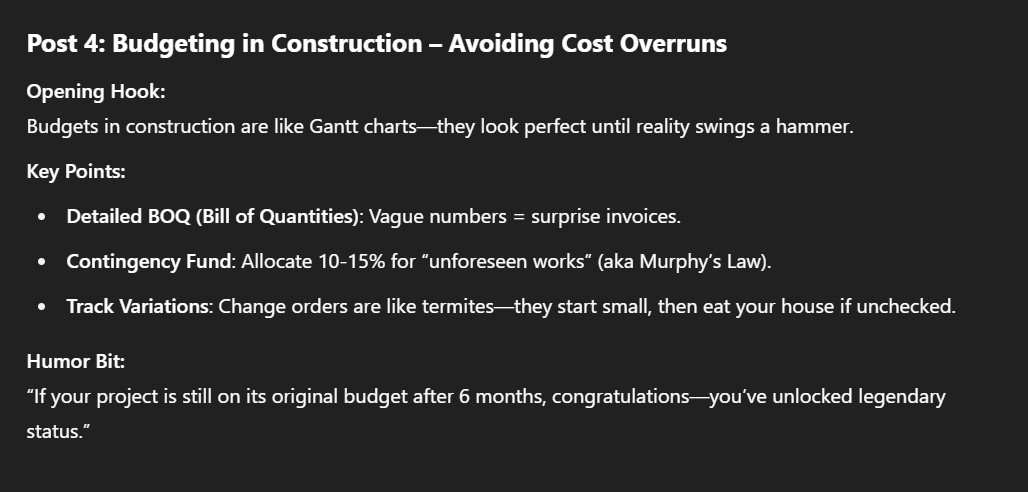 Post 4: Budgeting in Construction – Avoiding Cost Overruns
Opening Hook:
Budgets in construction are like Gantt charts—they look perfect until reality swings a hammer.
Key Points:
• Detailed BOQ (Bill of Quantities): Vague numbers = surprise invoices.
• Contingency Fund: Allocate 10-15% for “unforeseen works“ (aka Murphy’s Law).
• Track Variations: Change orders are like termites—they start small, then eat your house if unchecked.
Humor Bit:
“If your project is still on its original budget after 6 months, congratulations—you’ve unlocked legendary
status.”